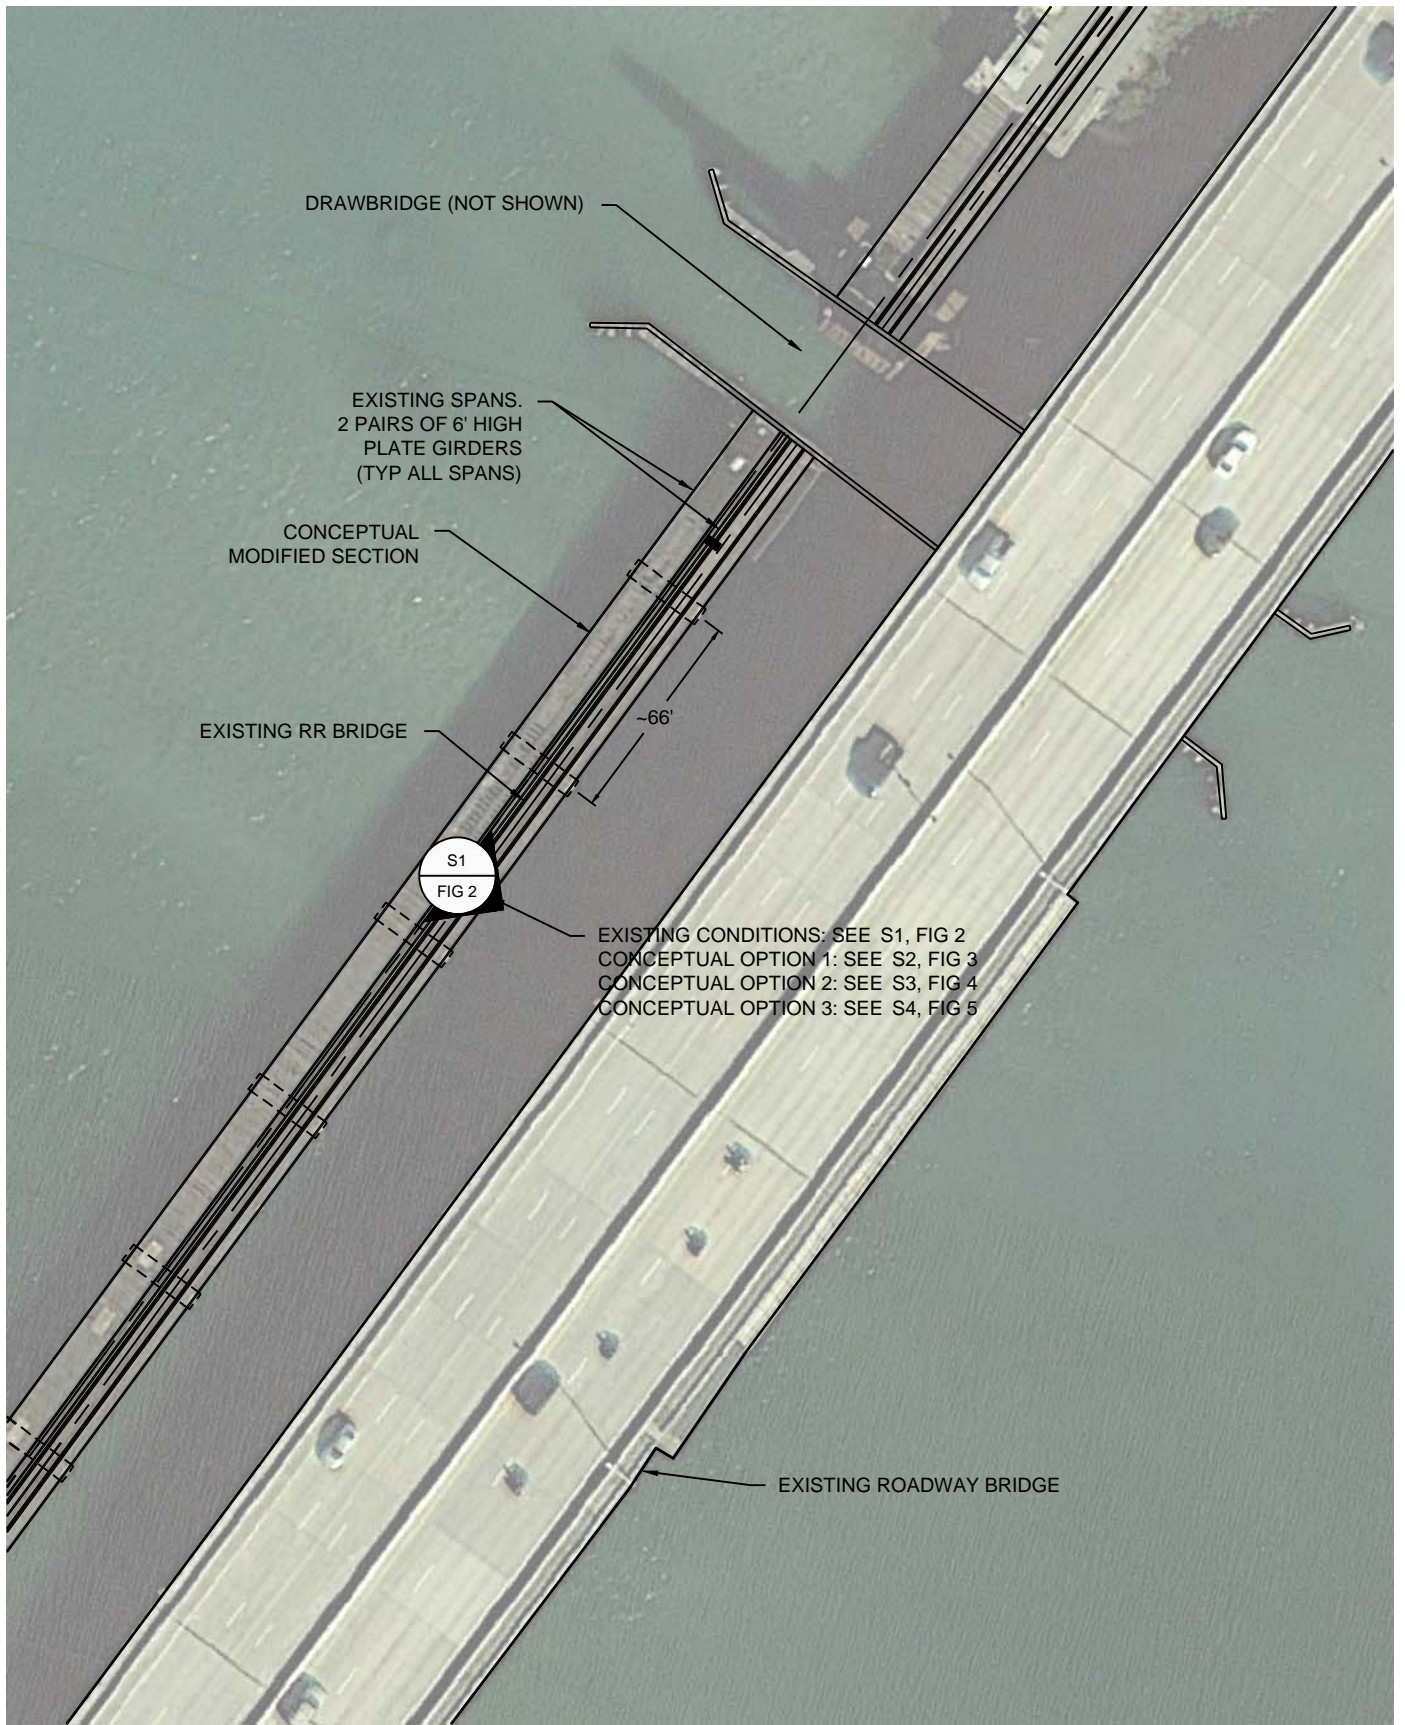 DRAWBRIDGE (NOT SHOWN)
EXISTING SPANS.
2 PAIRS OF 6' HIGH
PLATE GIRDERS
(TYP ALL SPANS)
CONCEPTUAL
MODIFIED SECTION
~66'
EXISTING RR BRIDGE
S1
FIG 2
EXISTING CONDITIONS: SEE S1, FIG 2
CONCEPTUAL OPTION 1: SEE S2, FIG 3
CONCEPTUAL OPTION 2: SEE S3, FIG 4
CONCEPTUAL OPTION 3: SEE S4, FIG 5
EXISTING ROADWAY BRIDGE